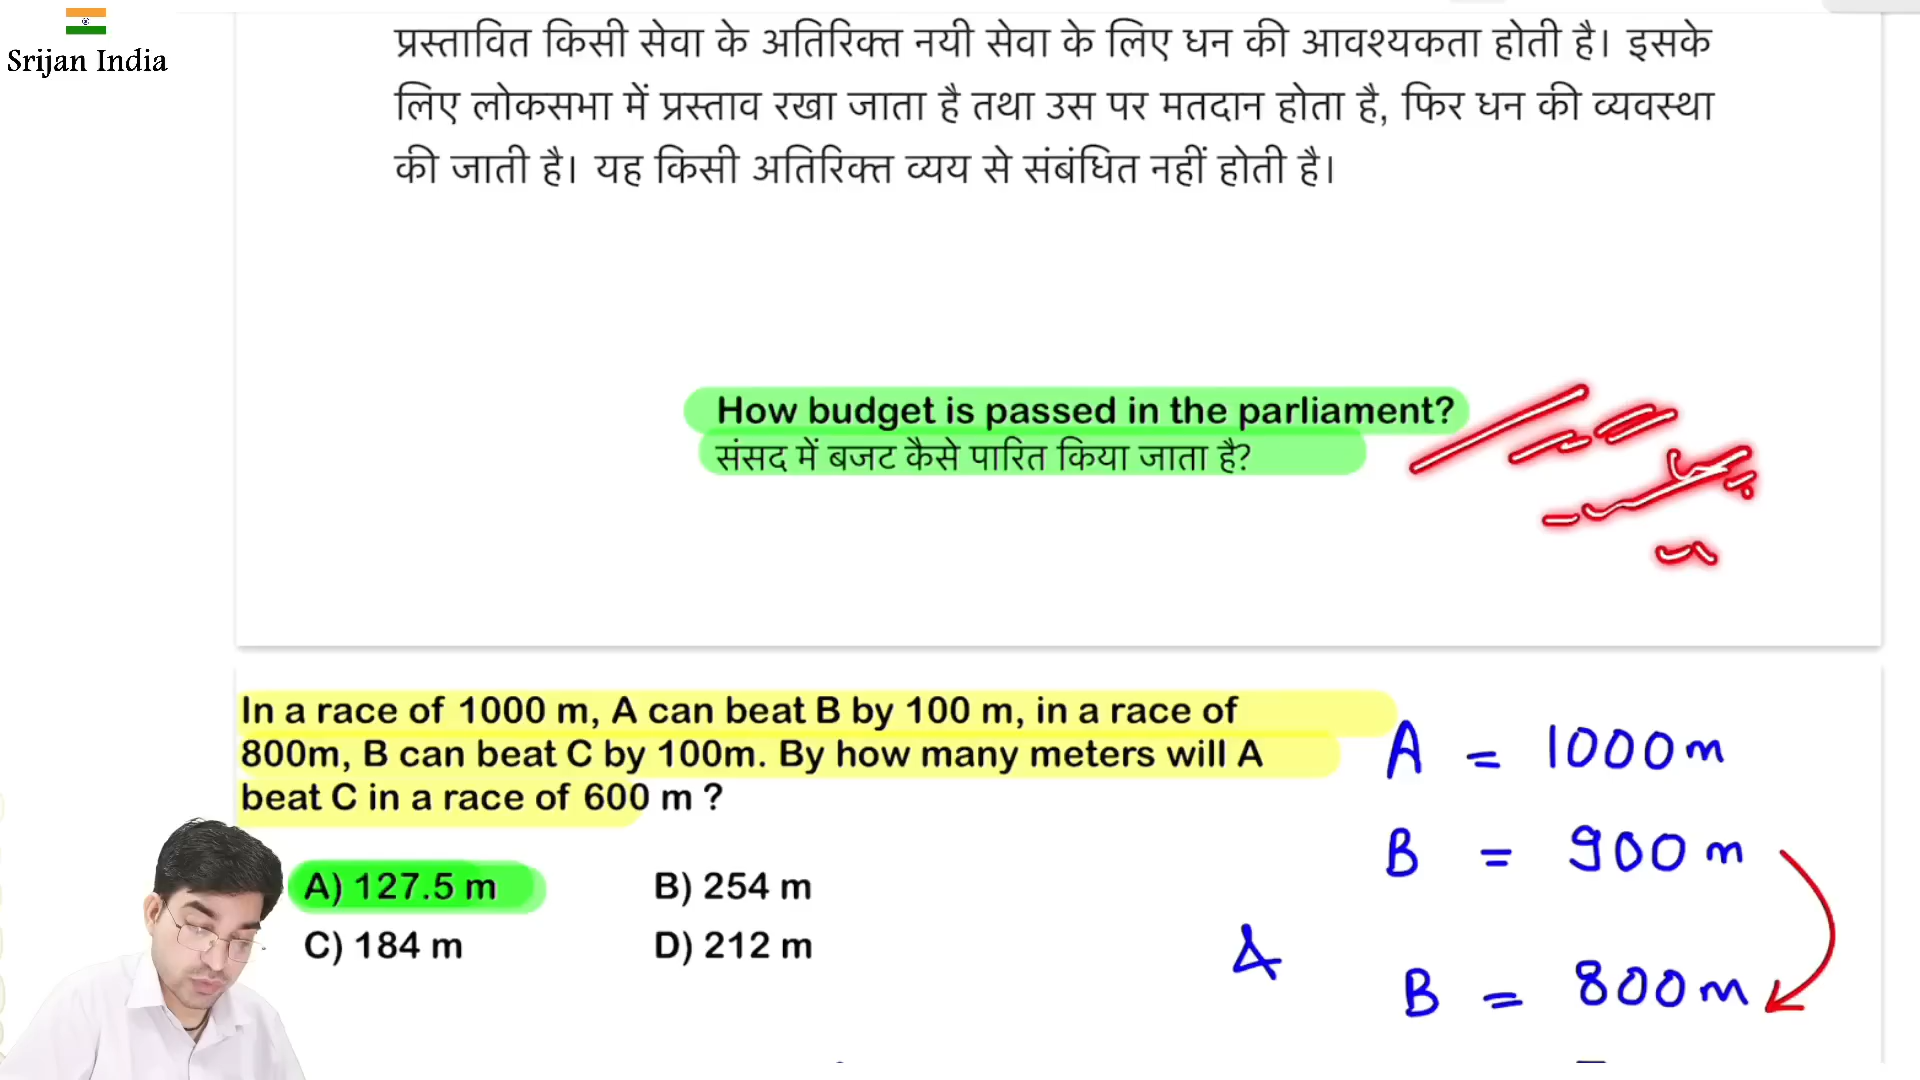 Srijan India
प्रस्तावित किसी सेवा के अतिरिक्त नयी सेवा के लिए धन की आवश्यकता होती है। इसके
लिए लोकसभा में प्रस्ताव रखा जाता है तथा उस पर मतदान होता है, फिर धन की व्यवस्था
की जाती है। यह किसी अतिरिक्त व्यय से संबंधित नहीं होती है।
How budget is passed in the parliament?
संसद में बजट कैसे पारित किया जाता है?
In a race of 1000 m, A can beat B by 100 m, in a race of
800m, B can beat C by 100m. By how many meters will A
beat C in a race of 600 m ?
A) 127.5 m B) 254 m
C) 184 m D) 212 m
A = 1000m
B = 900m
B = 800m